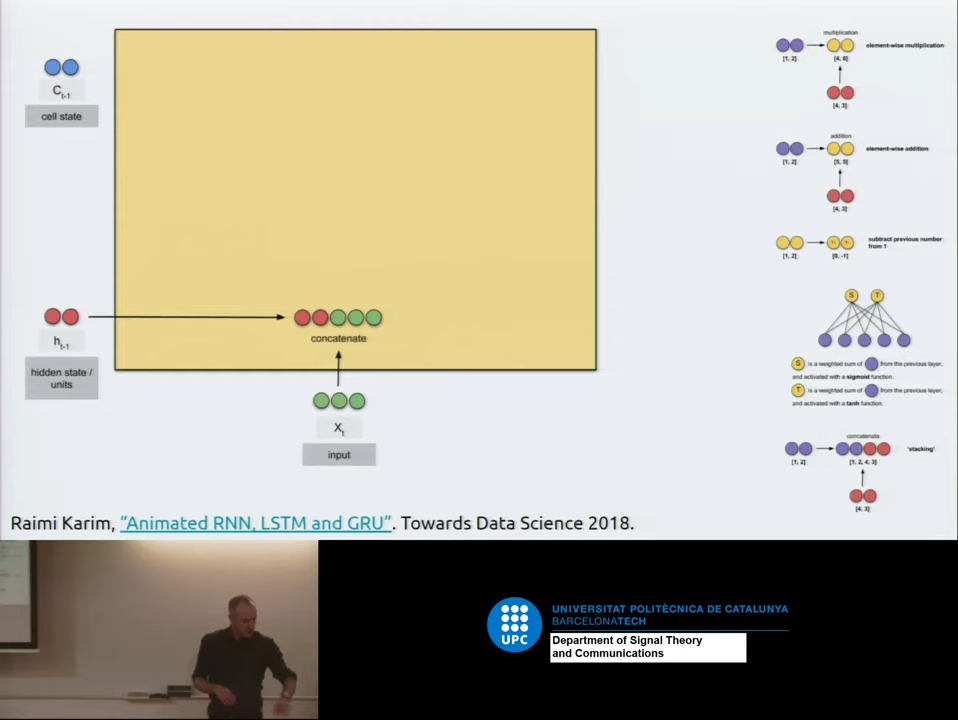 C t-1
cell state
h t-1
hidden state /
units
concatenate
X t
input
multiplication
[1, 2]
[4, 6]
element-wise multiplication
[4, 3]
addition
[1, 2]
[5, 5]
element-wise addition
[4, 3]
[1, 2]
1-
1-
[0, -1]
subtract previous number
from 1
S
T
S is a weighted sum of from the previous layer,
and activated with a sigmoid function.
T is a weighted sum of from the previous layer,
and activated with a tanh function.
concatenate
[1, 2]
[1, 2, 4, 3]
'stacking'
[4, 3]
Raimi Karim, "Animated RNN, LSTM and GRU". Towards Data Science 2018.
UPC
UNIVERSITAT POLITÈCNICA DE CATALUNYA
BARCELONATECH
Department of Signal Theory
and Communications